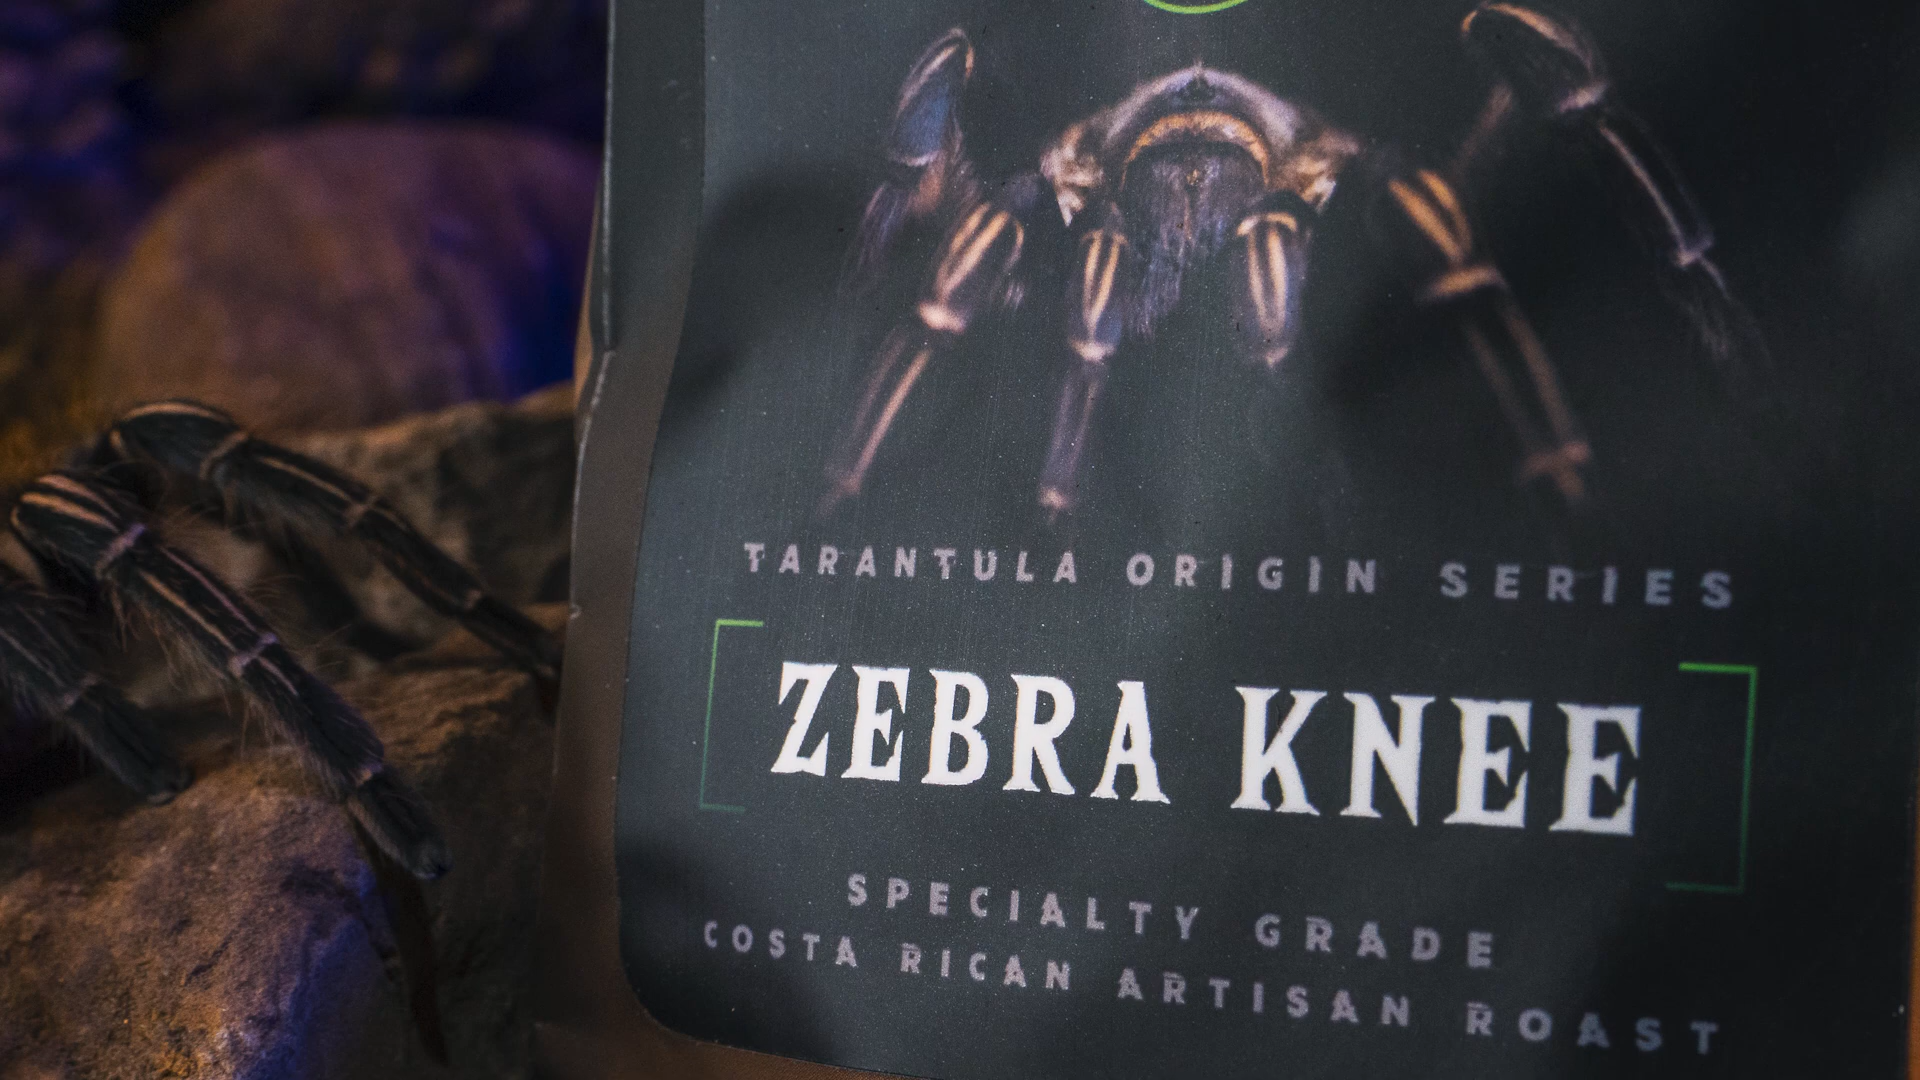 TARANTULA ORIGIN SERIES
ZEBRA KNEE
SPECIALTY GRADE
COSTA RICAN ARTISAN ROAST